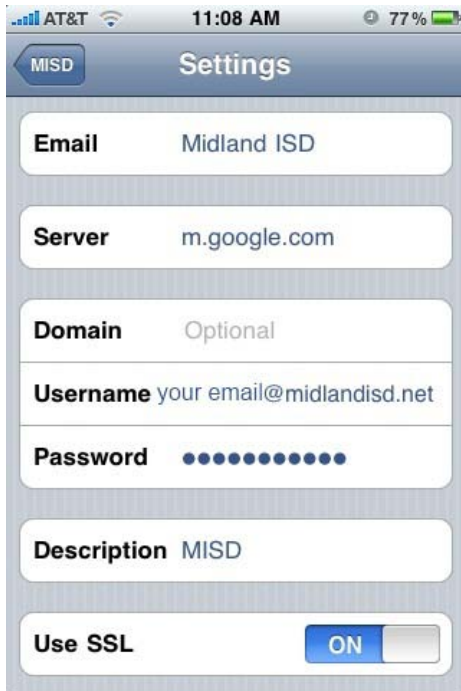 AT&T 11:08 AM 77%
MISD Settings
Email Midland ISD
Server m.google.com
Domain Optional
Username your email@midlandisd.net
Password ●●●●●●●●●●●
Description MISD
Use SSL ON